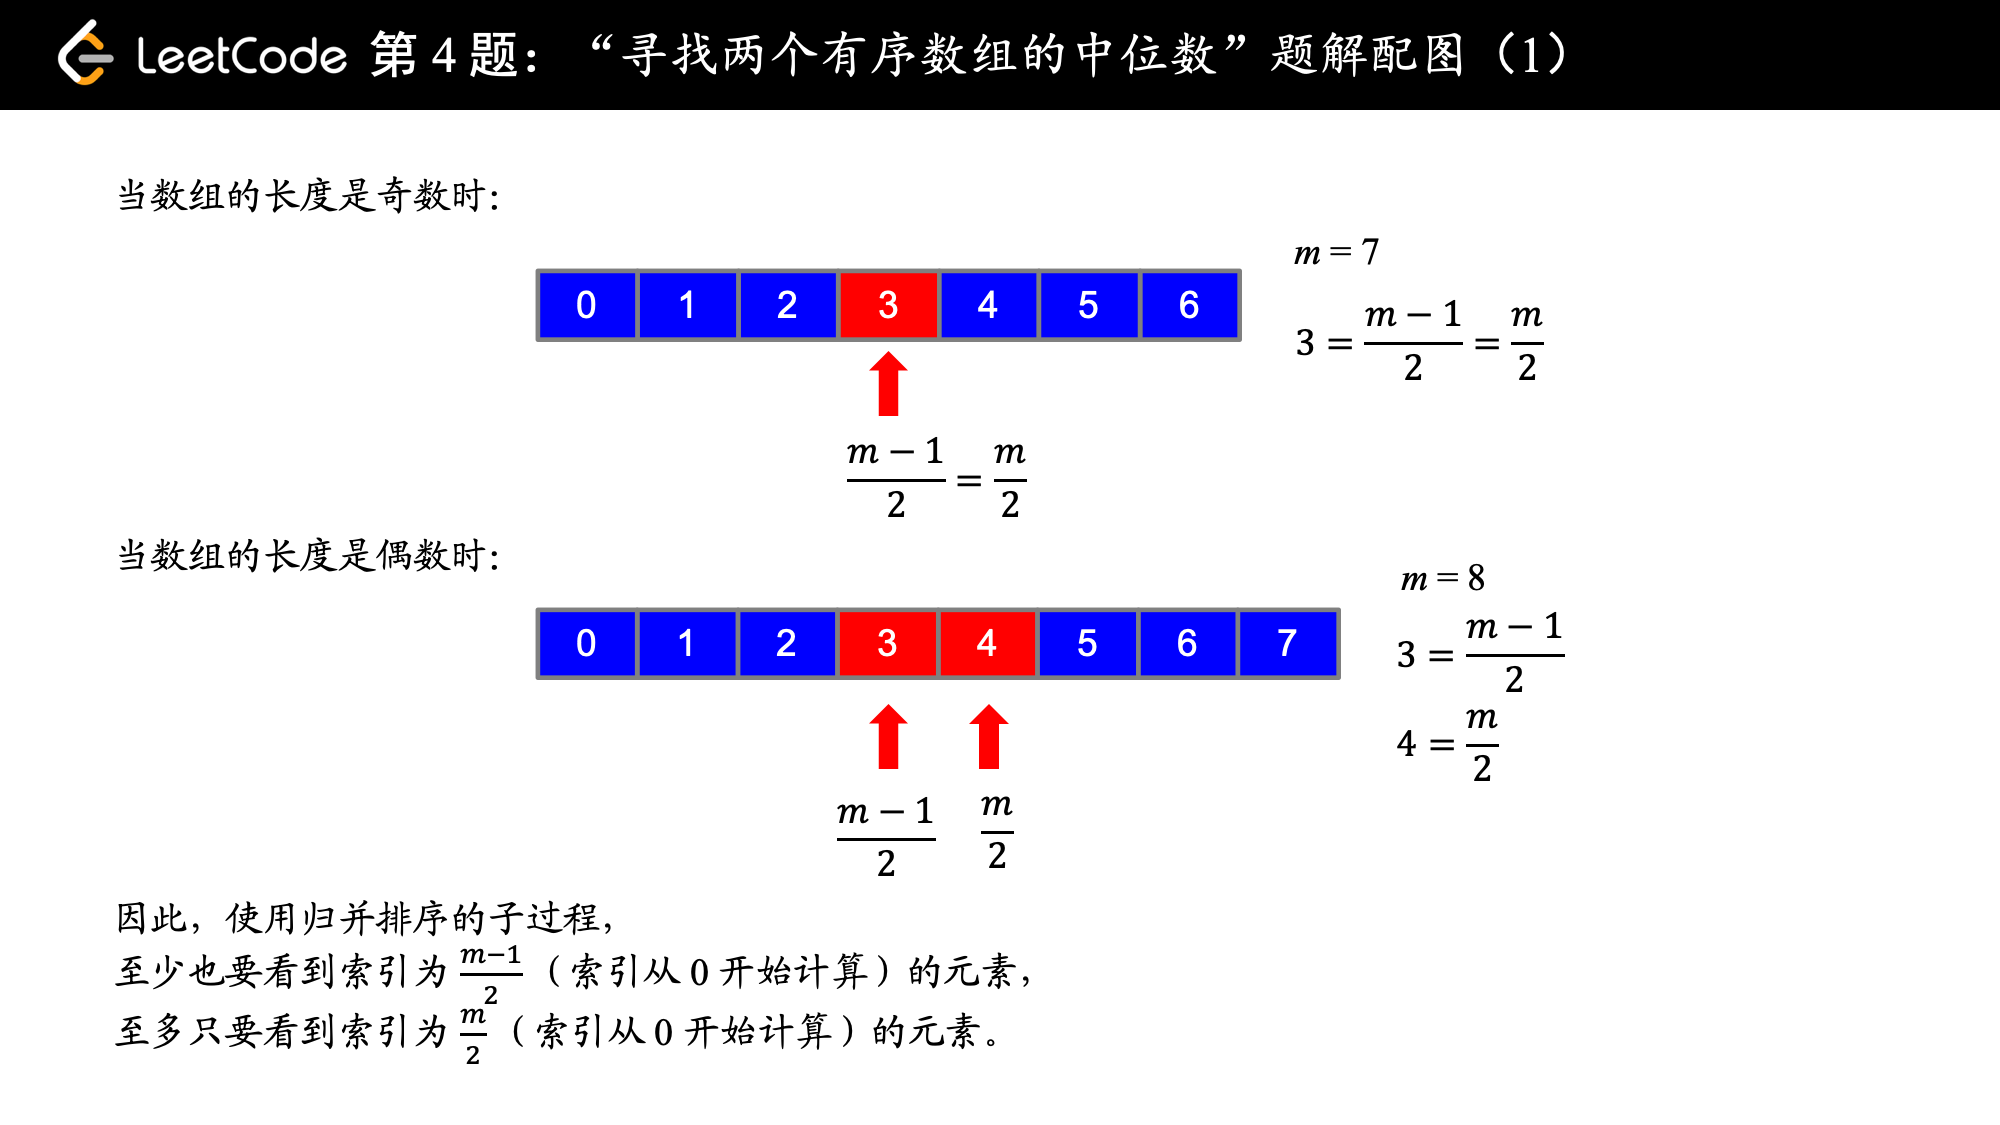 LeetCode 第 4 题：“寻找两个有序数组的中位数”题解配图（1）
当数组的长度是奇数时：
m = 7
0 1 2 3 4 5 6
3 = \frac{m-1}{2} = \frac{m}{2}
\frac{m-1}{2} = \frac{m}{2}
当数组的长度是偶数时：
m = 8
0 1 2 3 4 5 6 7
3 = \frac{m-1}{2}
4 = \frac{m}{2}
\frac{m-1}{2} \frac{m}{2}
因此，使用归并排序的子过程，
至少也要看到索引为 \frac{m-1}{2}（索引从 0 开始计算）的元素，
至多只要看到索引为 \frac{m}{2}（索引从 0 开始计算）的元素。